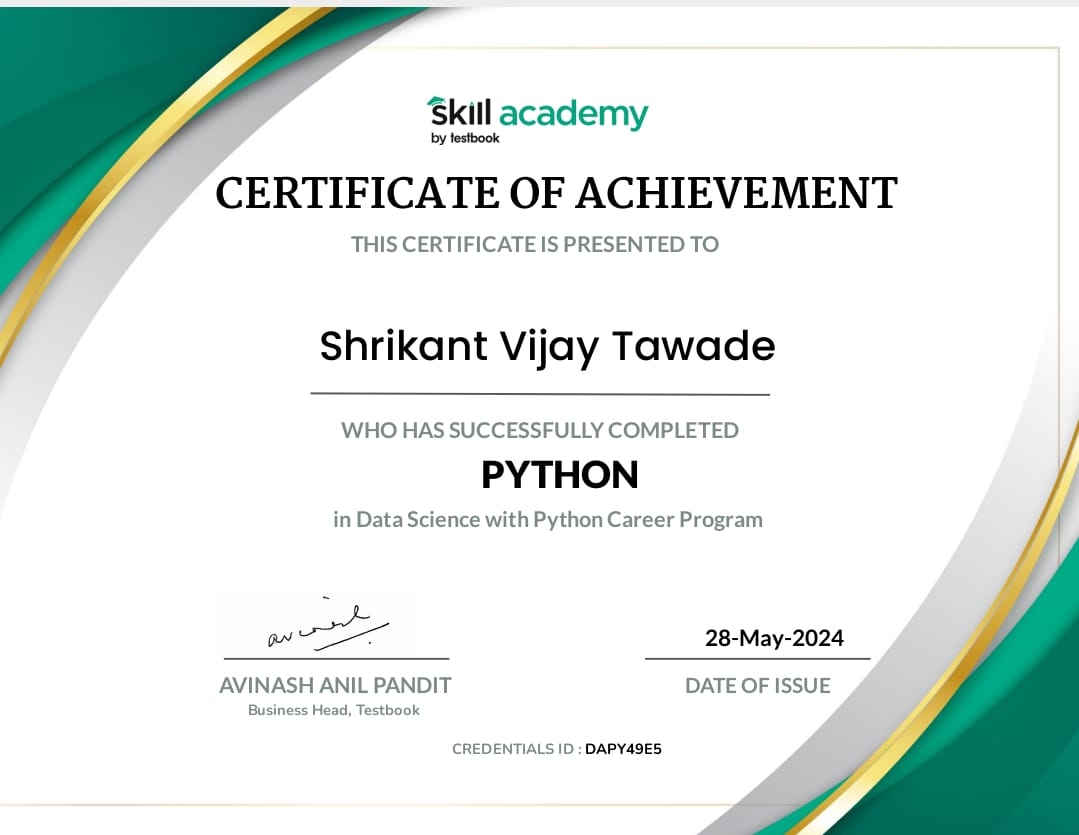 skill academy
by testbook
CERTIFICATE OF ACHIEVEMENT
THIS CERTIFICATE IS PRESENTED TO
Shrikant Vijay Tawade
WHO HAS SUCCESSFULLY COMPLETED
PYTHON
in Data Science with Python Career Program
avinash
28-May-2024
AVINASH ANIL PANDIT
DATE OF ISSUE
Business Head, Testbook
CREDENTIALS ID : DAPY49E5